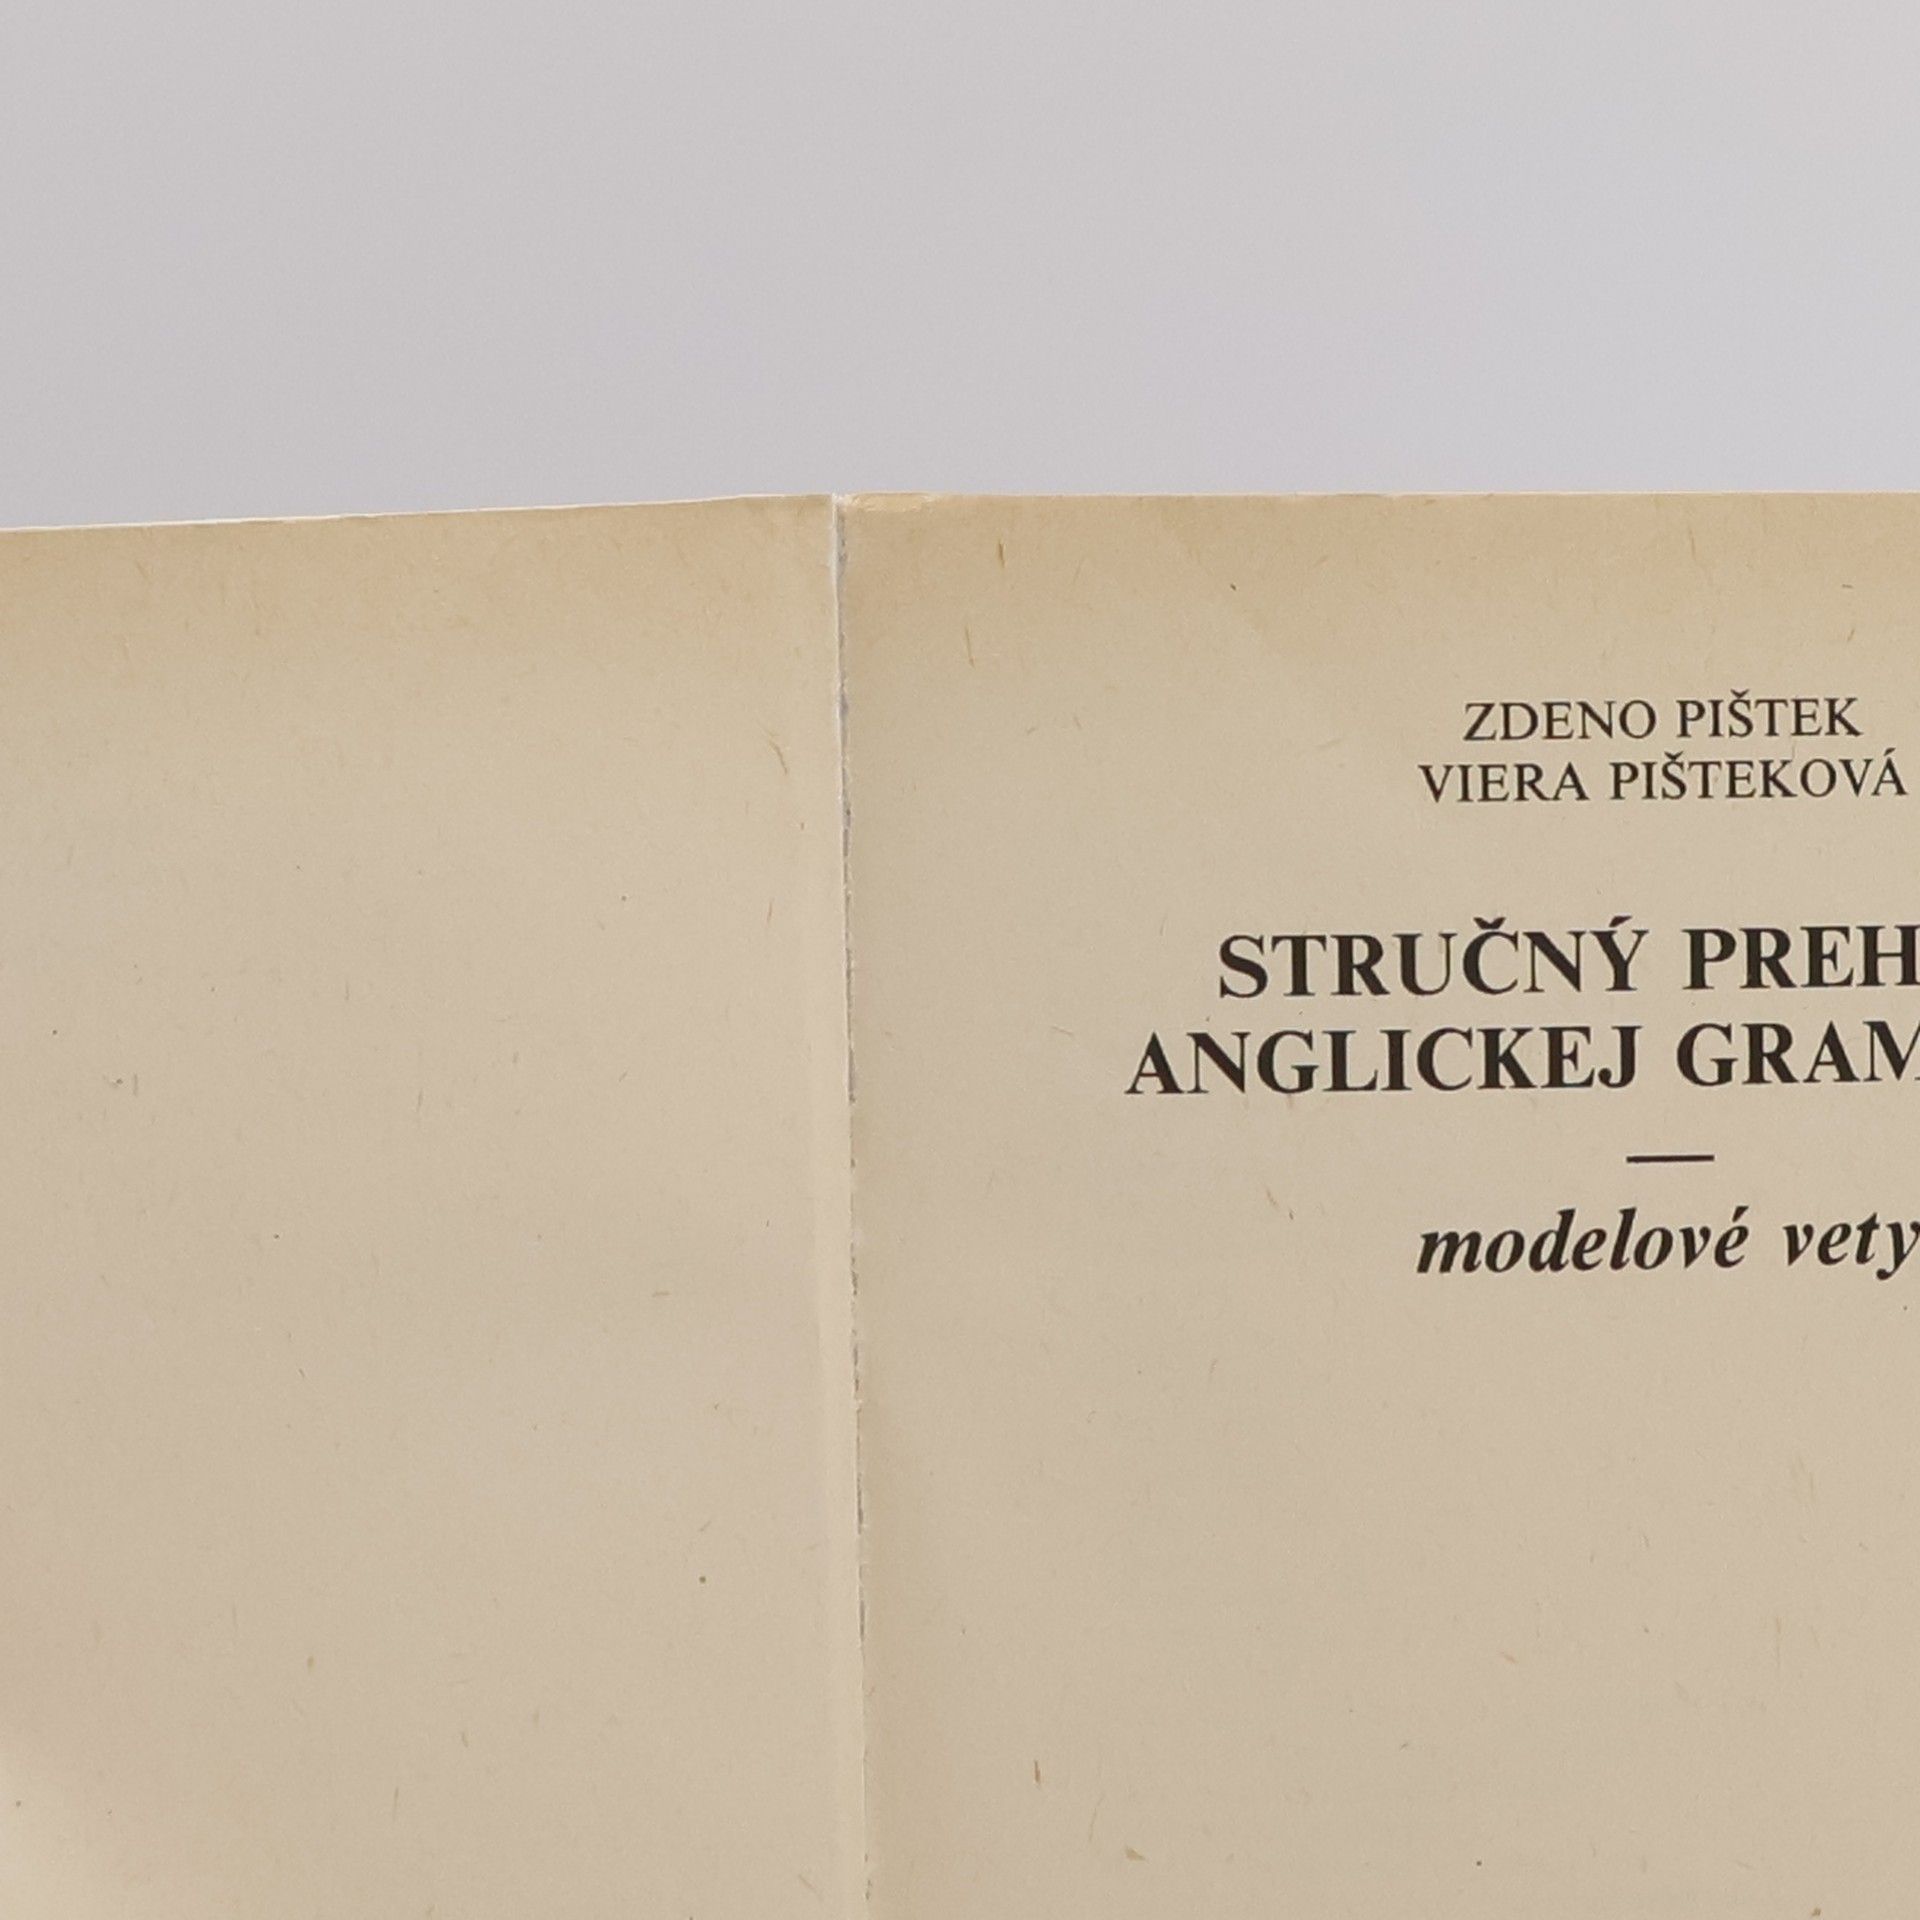 ZDENO PIŠTEK
VIERA PIŠTEKOVÁ
STRUČNÝ PREH
ANGLICKEJ GRAM
—
modelové vety